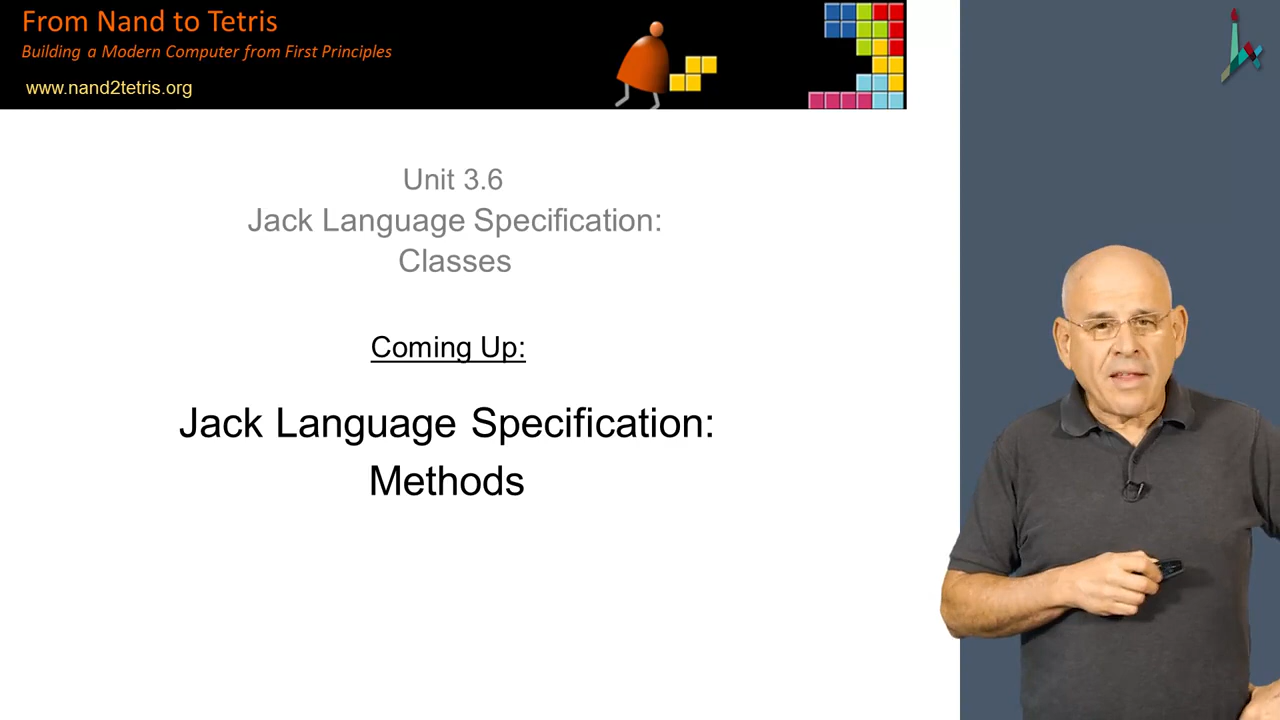 From Nand to Tetris
Building a Modern Computer from First Principles
www.nand2tetris.org
Unit 3.6
Jack Language Specification:
Classes
Coming Up:
Jack Language Specification:
Methods